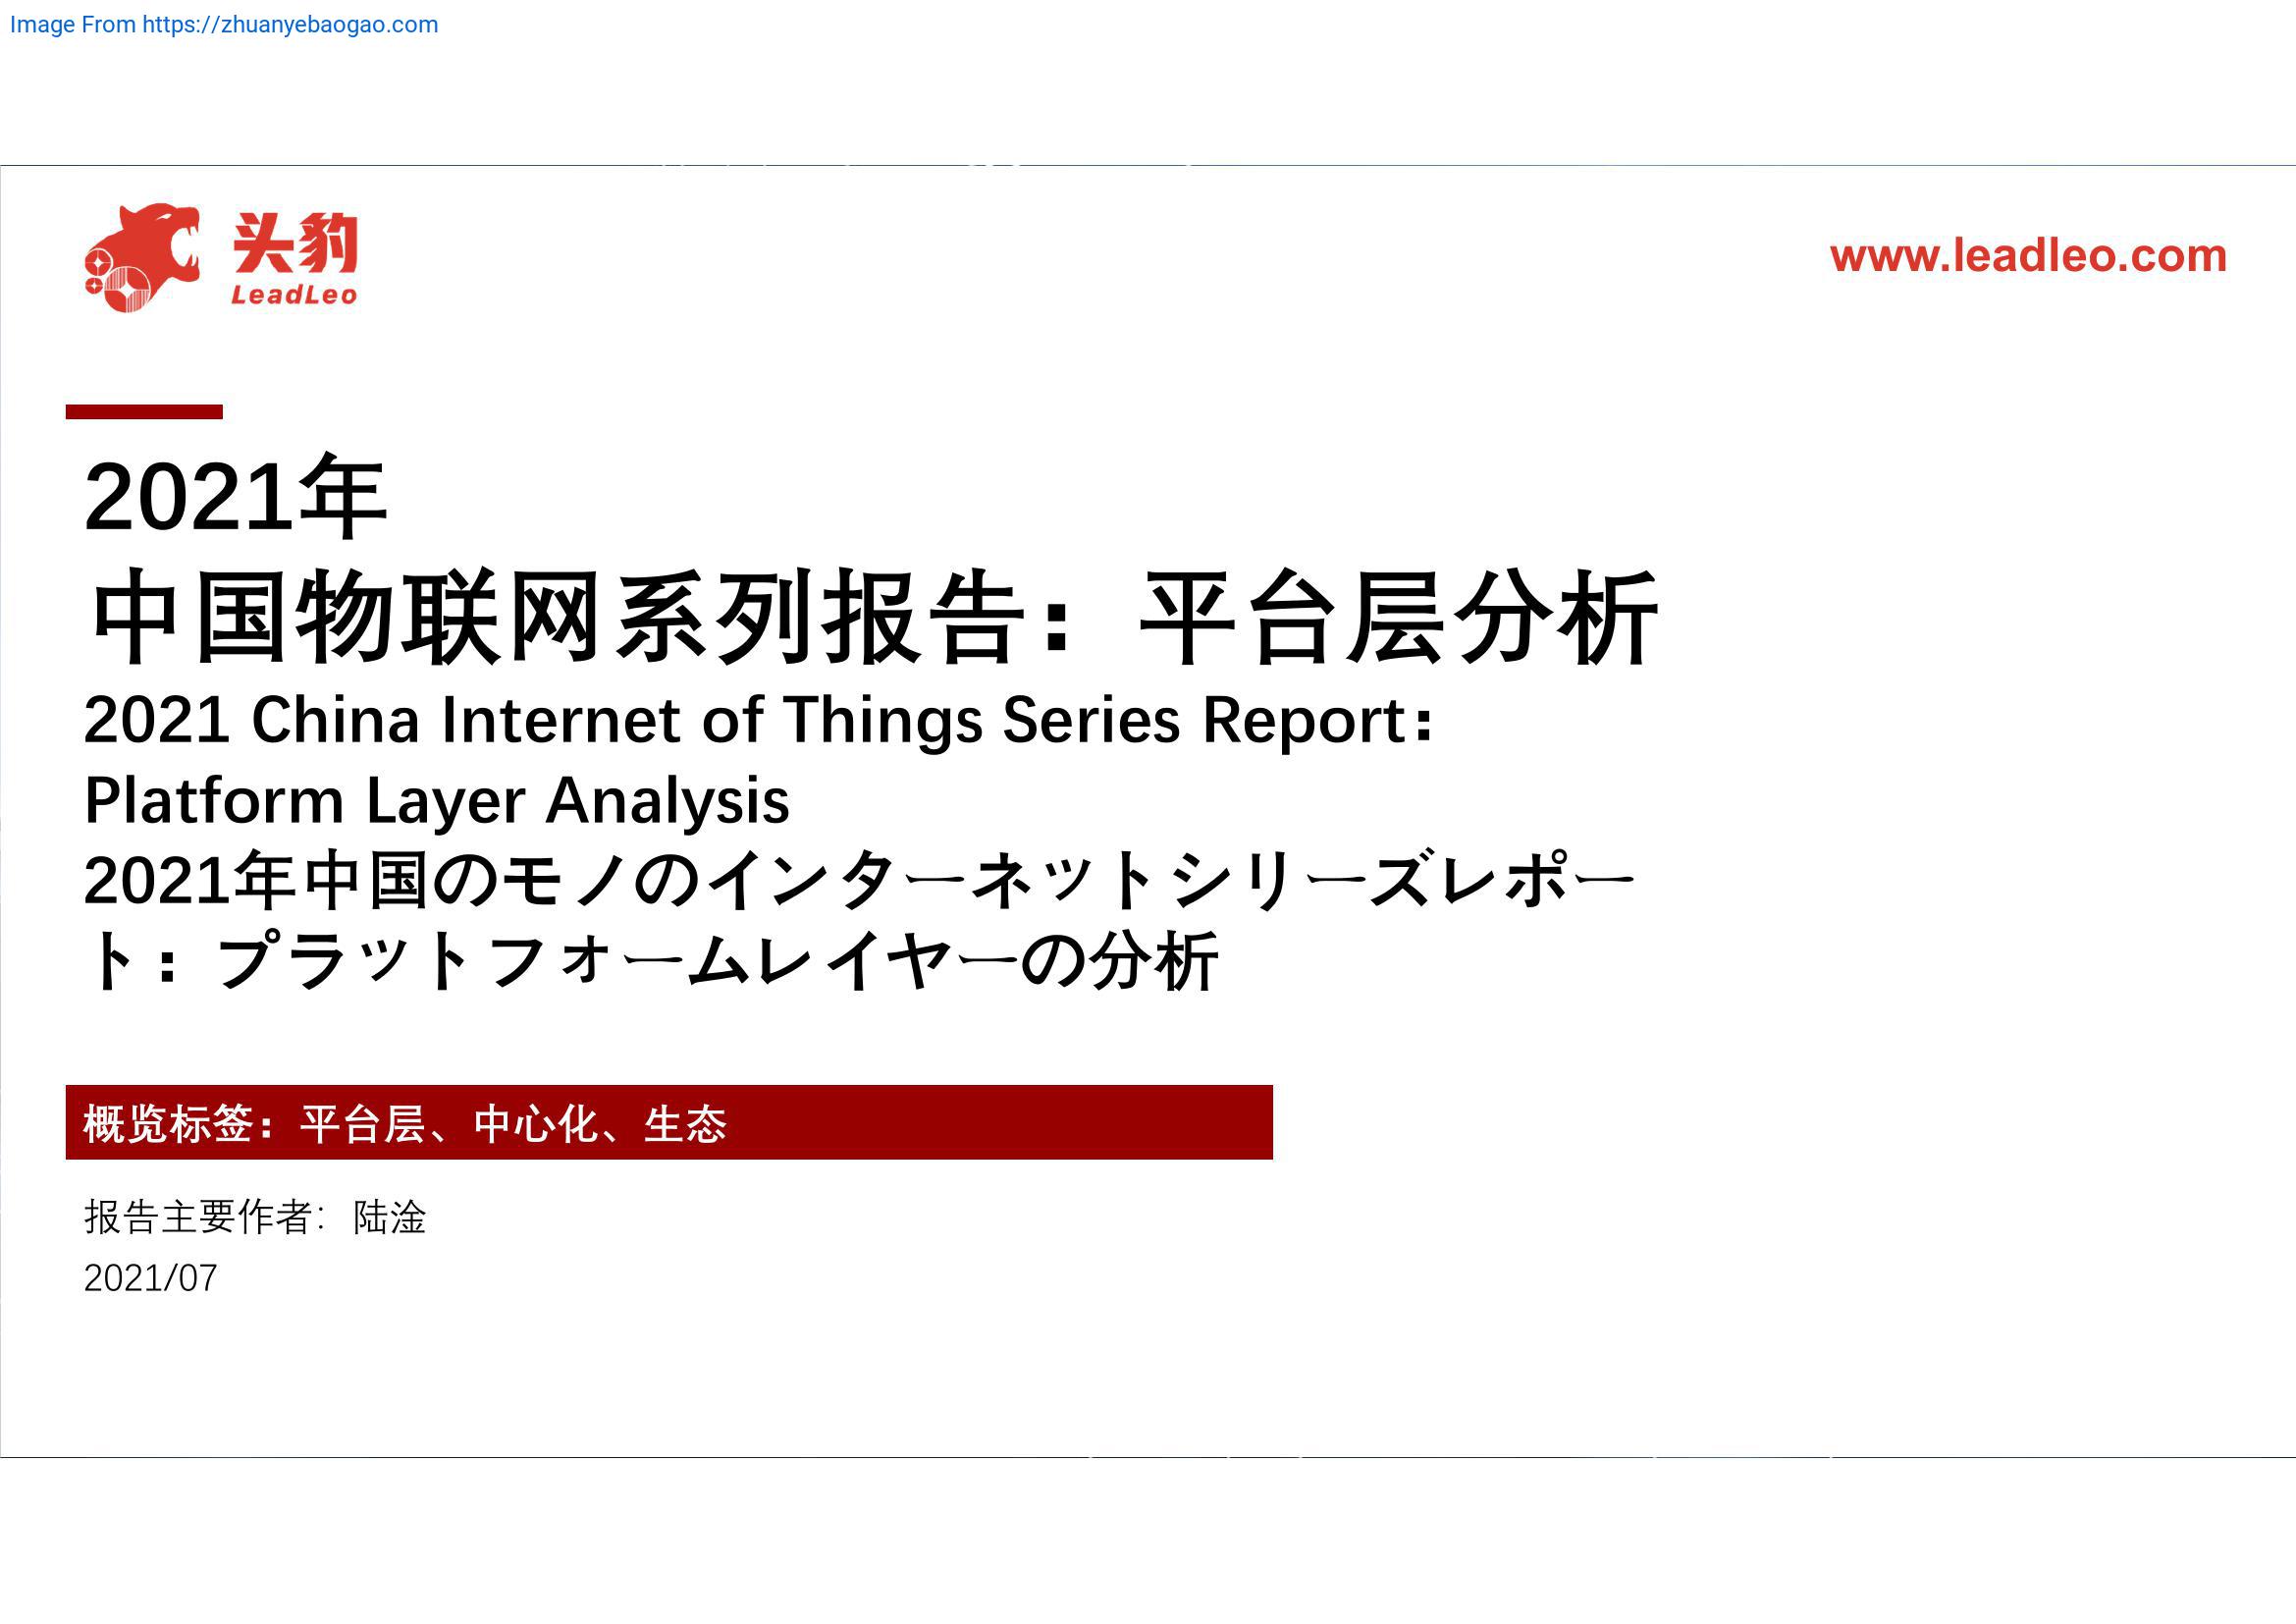 Image From https://zhuanyebaogao.com
头豹
LeadLeo
www.leadleo.com
2021年
中国物联网系列报告：平台层分析
2021 China Internet of Things Series Report：
Platform Layer Analysis
2021年中国のモノのインターネットシリーズレポー
ト：プラットフォームレイヤーの分析
概览标签：平台层、中心化、生态
报告主要作者：陆淦
2021/07